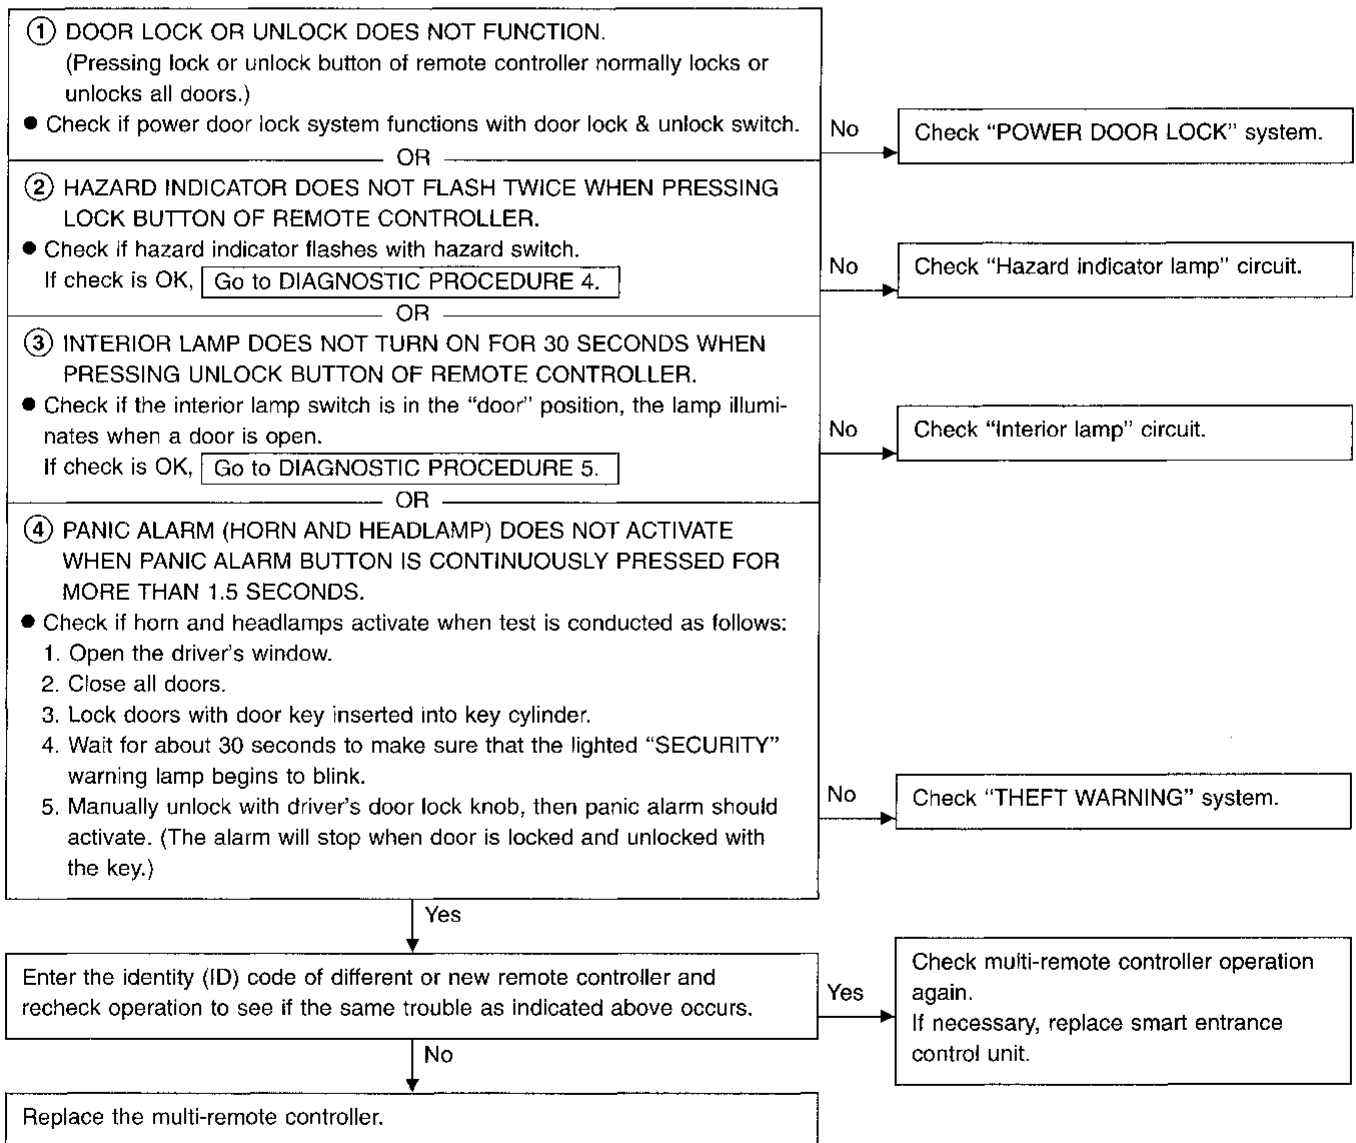 ① DOOR LOCK OR UNLOCK DOES NOT FUNCTION.
(Pressing lock or unlock button of remote controller normally locks or
unlocks all doors.)
● Check if power door lock system functions with door lock & unlock switch.
No
Check “POWER DOOR LOCK” system.
OR
② HAZARD INDICATOR DOES NOT FLASH TWICE WHEN PRESSING
LOCK BUTTON OF REMOTE CONTROLLER.
● Check if hazard indicator flashes with hazard switch.
If check is OK, Go to DIAGNOSTIC PROCEDURE 4.
No
Check “Hazard indicator lamp” circuit.
OR
③ INTERIOR LAMP DOES NOT TURN ON FOR 30 SECONDS WHEN
PRESSING UNLOCK BUTTON OF REMOTE CONTROLLER.
● Check if the interior lamp switch is in the “door” position, the lamp illumi-
nates when a door is open.
If check is OK, Go to DIAGNOSTIC PROCEDURE 5.
No
Check “Interior lamp” circuit.
OR
④ PANIC ALARM (HORN AND HEADLAMP) DOES NOT ACTIVATE
WHEN PANIC ALARM BUTTON IS CONTINUOUSLY PRESSED FOR
MORE THAN 1.5 SECONDS.
● Check if horn and headlamps activate when test is conducted as follows:
1. Open the driver's window.
2. Close all doors.
3. Lock doors with door key inserted into key cylinder.
4. Wait for about 30 seconds to make sure that the lighted “SECURITY”
warning lamp begins to blink.
5. Manually unlock with driver's door lock knob, then panic alarm should
activate. (The alarm will stop when door is locked and unlocked with
the key.)
No
Check “THEFT WARNING” system.
Yes
Enter the identity (ID) code of different or new remote controller and
recheck operation to see if the same trouble as indicated above occurs.
Yes
Check multi-remote controller operation
again.
If necessary, replace smart entrance
control unit.
No
Replace the multi-remote controller.